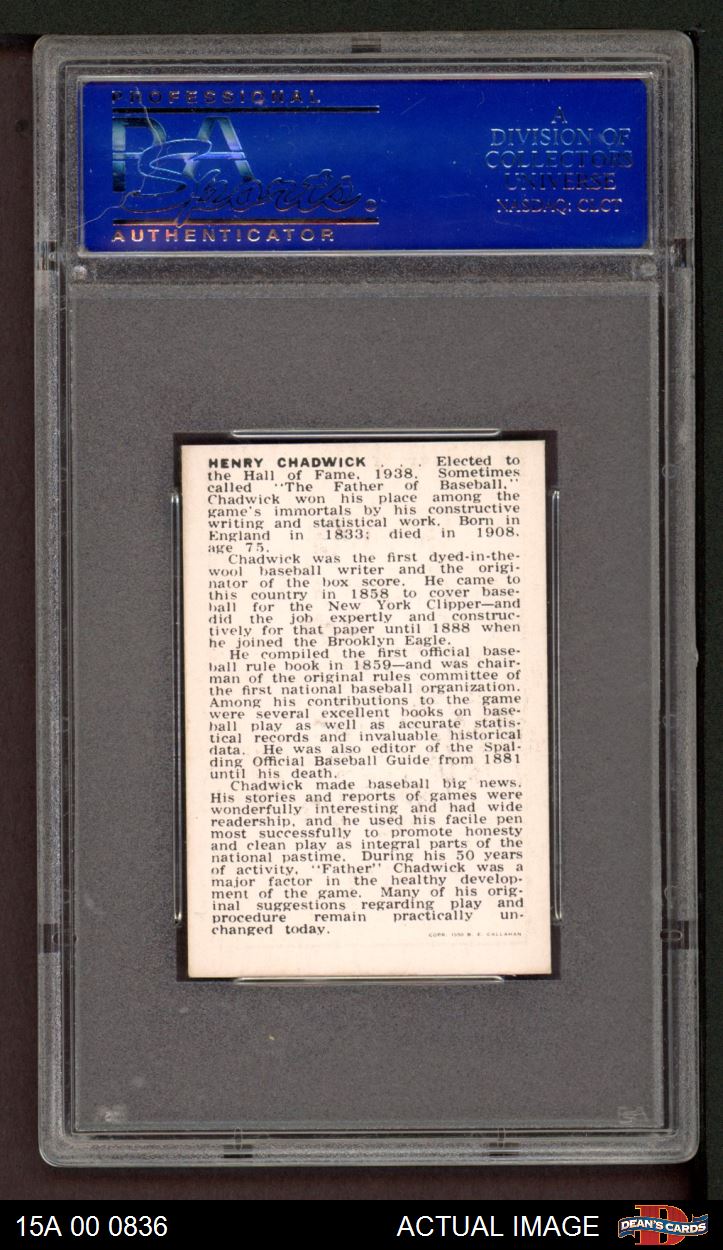 PROFESSIONAL
PSA
Sports
AUTHENTICATOR
A
DIVISION OF
COLLECTORS
UNIVERSE
NASDAQ: CLCT
HENRY CHADWICK . . . Elected to
the Hall of Fame, 1938. Sometimes
called "The Father of Baseball,"
Chadwick won his place among the
game's immortals by his constructive
writing and statistical work. Born in
England in 1833; died in 1908,
age 75.
Chadwick was the first dyed-in-the-
wool baseball writer and the origi-
nator of the box score. He came to
this country in 1858 to cover base-
ball for the New York Clipper—and
did the job expertly and construc-
tively for that paper until 1888 when
he joined the Brooklyn Eagle.
He compiled the first official base-
ball rule book in 1859—and was chair-
man of the original rules committee of
the first national baseball organization.
Among his contributions to the game
were several excellent books on base-
ball play as well as accurate statis-
tical records and invaluable historical
data. He was also editor of the Spal-
ding Official Baseball Guide from 1881
until his death.
Chadwick made baseball big news.
His stories and reports of games were
wonderfully interesting and had wide
readership, and he used his facile pen
most successfully to promote honesty
and clean play as integral parts of the
national pastime. During his 50 years
of activity, "Father" Chadwick was a
major factor in the healthy develop-
ment of the game. Many of his orig-
inal suggestions regarding play and
procedure remain practically un-
changed today.
COPR. 1950 B. E. CALLAHAN
15A 00 0836
ACTUAL IMAGE
DEAN'S CARDS